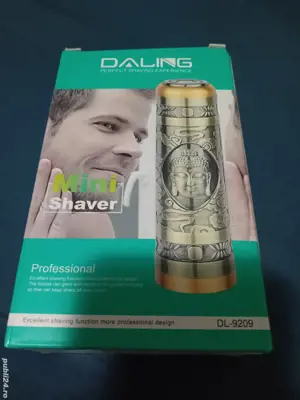 DALING
PERFECT SHAVING EXPERIENCE
Mini
Shaver
Professional
Excellent shaving function more professional design
DL-9209
publi24.ro